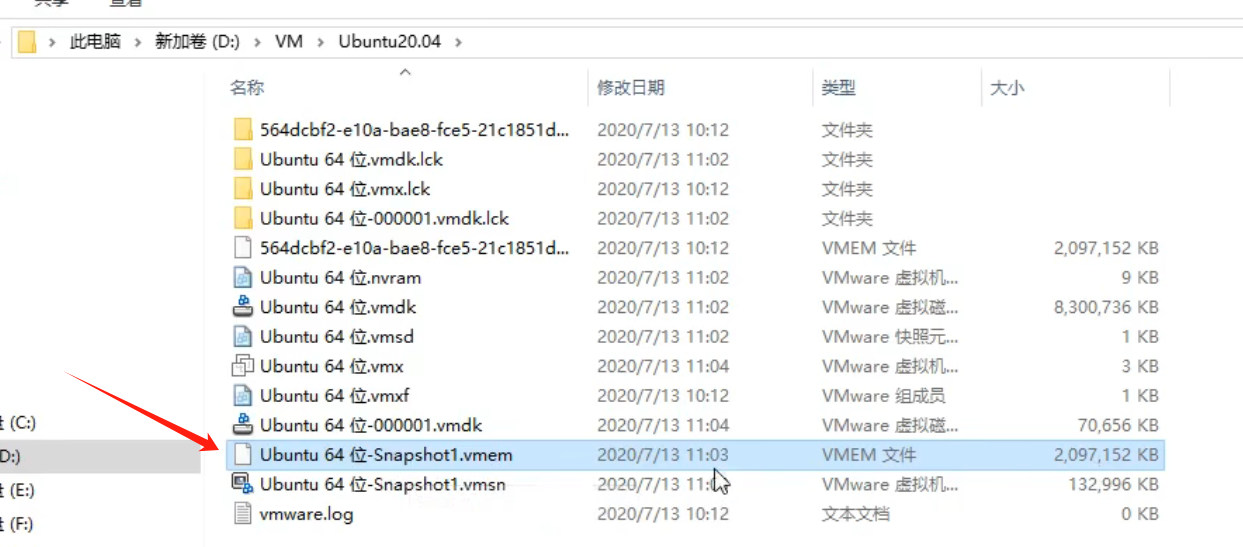 共享 查看
此电脑 > 新加卷 (D:) > VM > Ubuntu20.04 >
名称 修改日期 类型 大小
564dcbf2-e10a-bae8-fce5-21c1851d... 2020/7/13 10:12 文件夹
Ubuntu 64 位.vmdk.lck 2020/7/13 11:02 文件夹
Ubuntu 64 位.vmx.lck 2020/7/13 10:12 文件夹
Ubuntu 64 位-000001.vmdk.lck 2020/7/13 11:02 文件夹
564dcbf2-e10a-bae8-fce5-21c1851d... 2020/7/13 10:12 VMEM 文件 2,097,152 KB
Ubuntu 64 位.nvram 2020/7/13 11:02 VMware 虚拟机... 9 KB
Ubuntu 64 位.vmdk 2020/7/13 11:02 VMware 虚拟磁... 8,300,736 KB
Ubuntu 64 位.vmsd 2020/7/13 11:02 VMware 快照元... 1 KB
Ubuntu 64 位.vmx 2020/7/13 11:04 VMware 虚拟机... 3 KB
Ubuntu 64 位.vmxf 2020/7/13 10:12 VMware 组成员 1 KB
(C:) Ubuntu 64 位-000001.vmdk 2020/7/13 11:04 VMware 虚拟磁... 70,656 KB
D:) Ubuntu 64 位-Snapshot1.vmem 2020/7/13 11:03 VMEM 文件 2,097,152 KB
(E:) Ubuntu 64 位-Snapshot1.vmsn 2020/7/13 VMware 虚拟机... 132,996 KB
(F:) vmware.log 2020/7/13 10:12 文本文档 0 KB